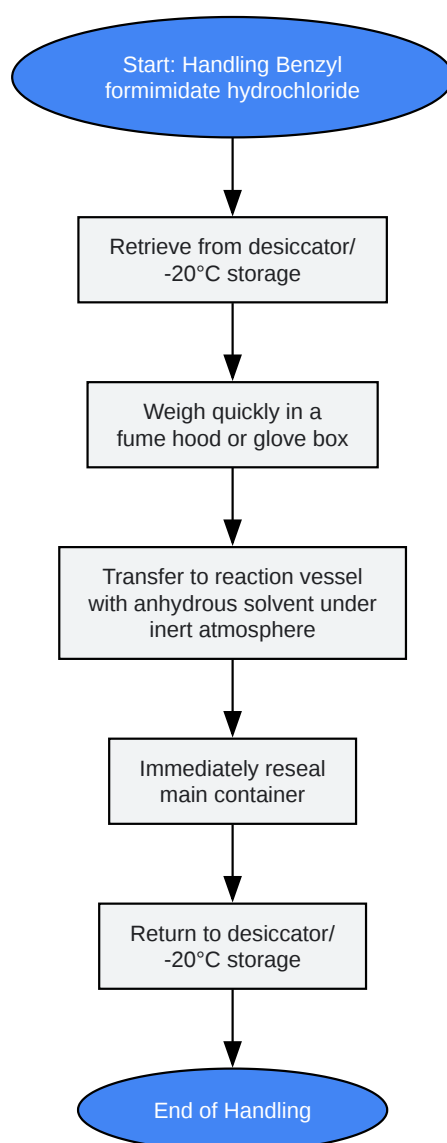 Start: Handling Benzyl
formimidate hydrochloride
Retrieve from desiccator/
-20°C storage
Weigh quickly in a
fume hood or glove box
Transfer to reaction vessel
with anhydrous solvent under
inert atmosphere
Immediately reseal
main container
Return to desiccator/
-20°C storage
End of Handling